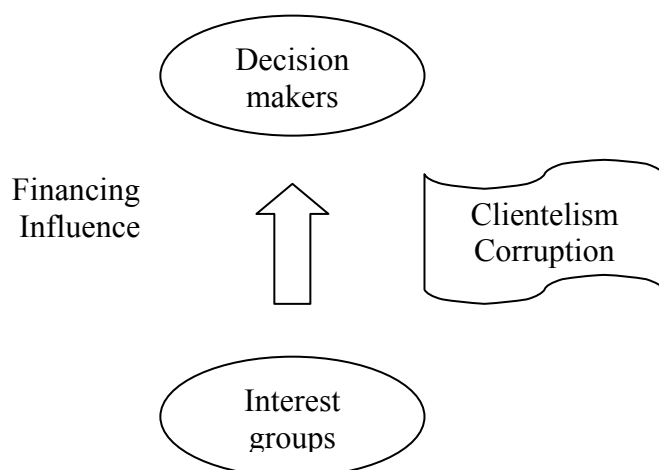 Decision
makers
Financing
Influence
Clientelism
Corruption
Interest
groups